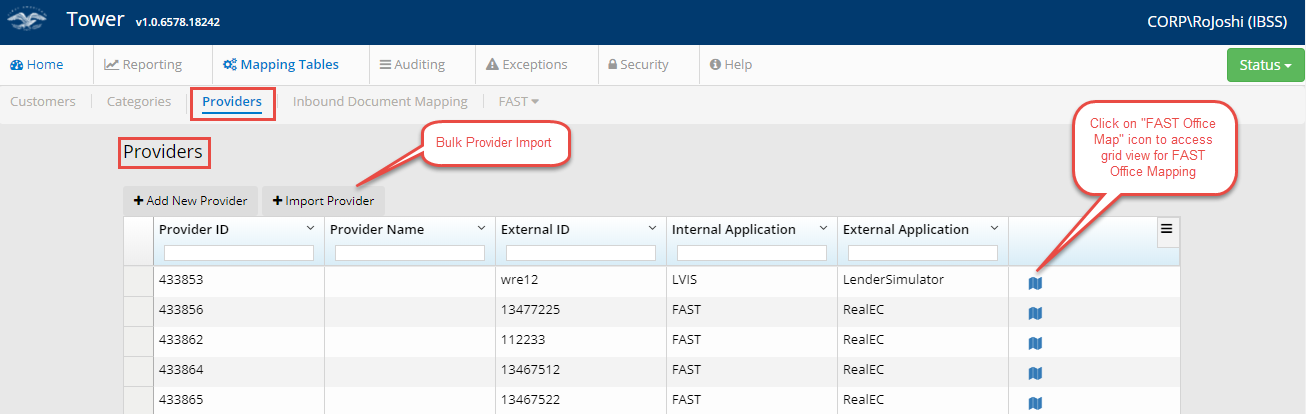 Tower v1.0.6578.18242
CORP\RoJoshi (IBSS)
Home Reporting Mapping Tables Auditing Exceptions Security Help Status
Customers Categories Providers Inbound Document Mapping FAST
Click on "FAST Office
Map" icon to access
grid view for FAST
Office Mapping
Bulk Provider Import
Providers
+ Add New Provider + Import Provider
Provider ID Provider Name External ID Internal Application External Application
433853 wre12 LVIS LenderSimulator
433856 13477225 FAST RealEC
433862 112233 FAST RealEC
433864 13467512 FAST RealEC
433865 13467522 FAST RealEC